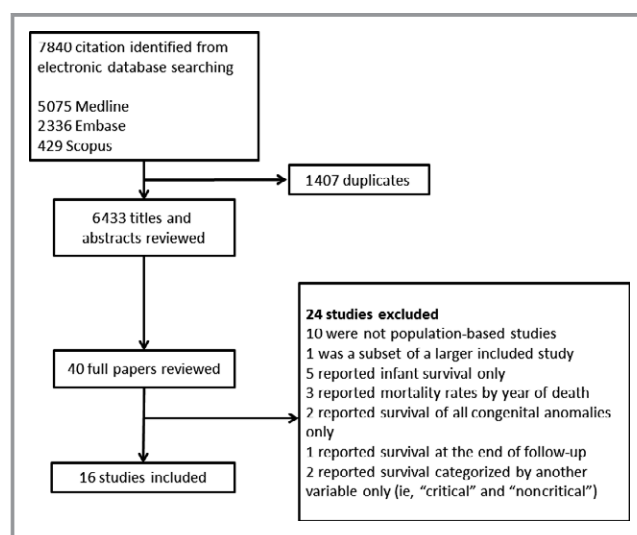 7840 citation identified from
electronic database searching
5075 Medline
2336 Embase
429 Scopus
1407 duplicates
6433 titles and
abstracts reviewed
40 full papers reviewed
24 studies excluded
10 were not population-based studies
1 was a subset of a larger included study
5 reported infant survival only
3 reported mortality rates by year of death
2 reported survival of all congenital anomalies
only
1 reported survival at the end of follow-up
2 reported survival categorized by another
variable only (ie, “critical” and “noncritical”)
16 studies included